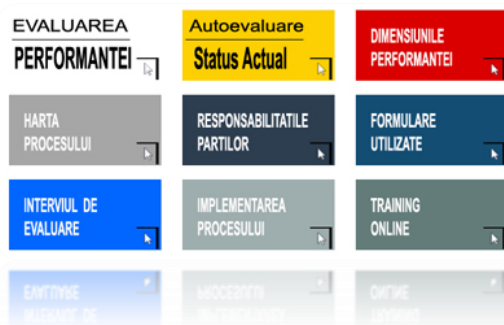 EVALUAREA
PERFORMANTEI
Autoevaluare
Status Actual
DIMENSIUNILE
PERFORMANTEI
HARTA
PROCESULUI
RESPONSABILITATILE
PARTILOR
FORMULARE
UTILIZATE
INTERVIUL DE
EVALUARE
IMPLEMENTAREA
PROCESULUI
TRAINING
ONLINE